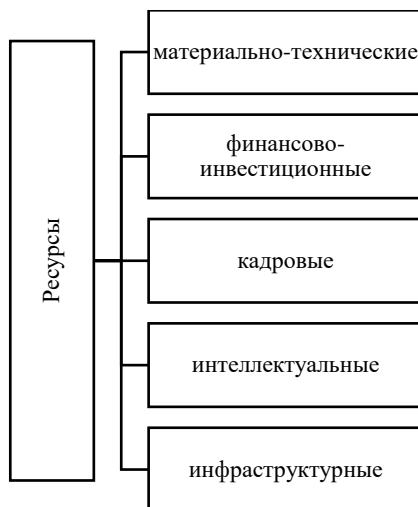 Ресурсы
материально-технические
финансово-
инвестиционные
кадровые
интеллектуальные
инфраструктурные